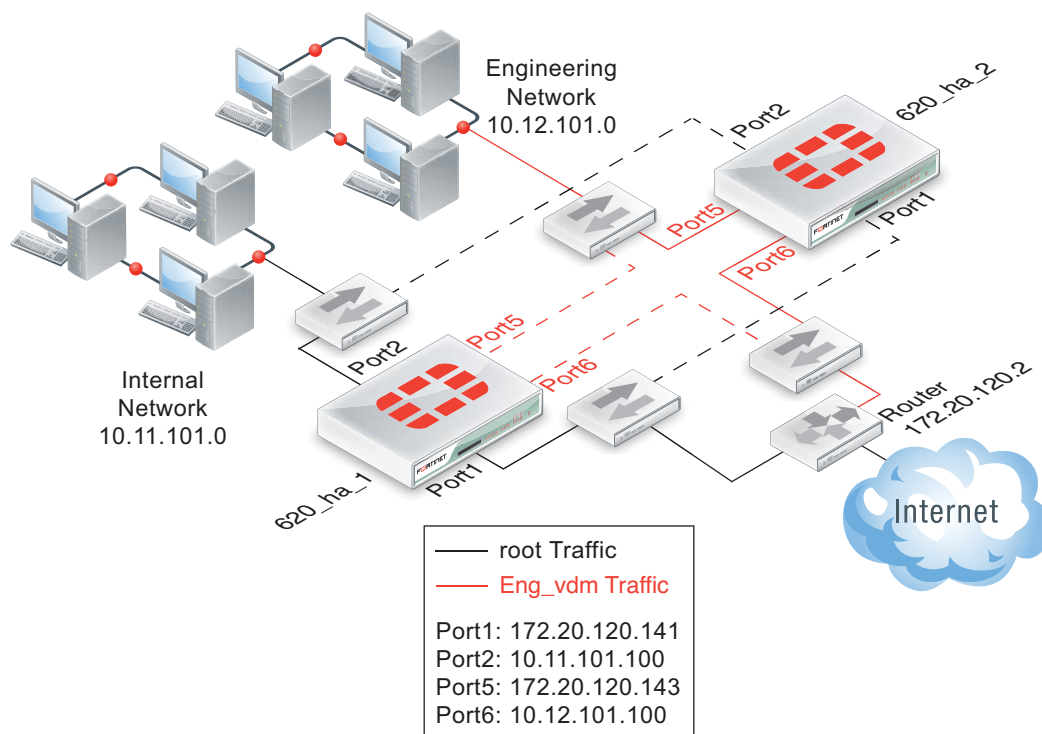 Engineering
Network
10.12.101.0
Port2
620_ha_2
FORTINET
Port1
Port5
Port6
Internal
Network
10.11.101.0
Port2
Port5
Port6
FORTINET
Port1
620_ha_1
Router
172.20.120.2
Internet
root Traffic
Eng_vdm Traffic
Port1: 172.20.120.141
Port2: 10.11.101.100
Port5: 172.20.120.143
Port6: 10.12.101.100